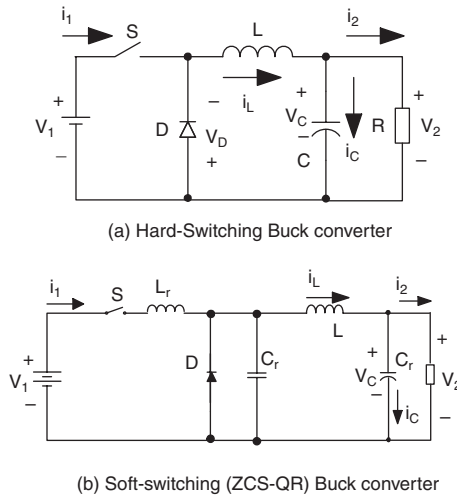 i1 S L i2
+ V1 −
D − VD +
iL
+ VC − C
iC
R + V2 −
(a) Hard-Switching Buck converter
i1 S Lr iL L i2
+ V1 −
D Cr
+ VC − Cr
iC
+ V2 −
(b) Soft-switching (ZCS-QR) Buck converter